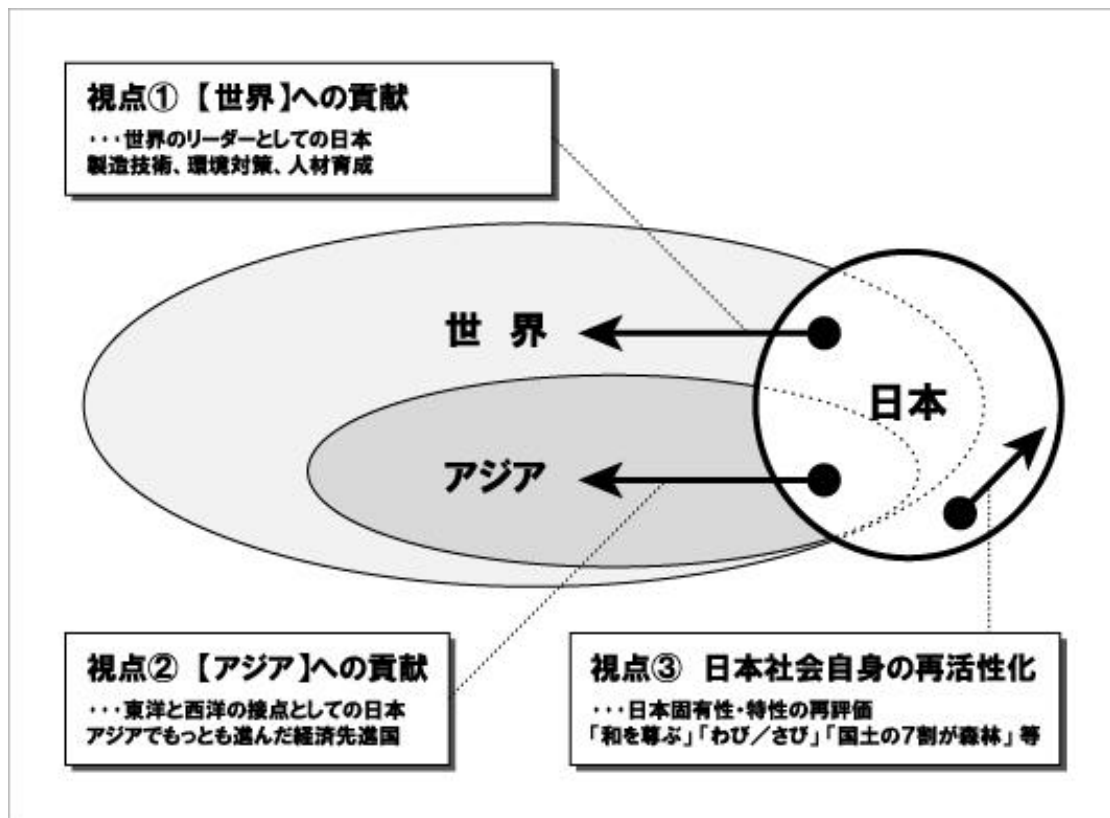 視点① 【世界】への貢献
・・・世界のリーダーとしての日本
製造技術、環境対策、人材育成
世 界
日本
アジア
視点② 【アジア】への貢献
・・・東洋と西洋の接点としての日本
アジアでもっとも進んだ経済先進国
視点③ 日本社会自身の再活性化
・・・日本固有性・特性の再評価
「和を尊ぶ」「わび/さび」「国土の7割が森林」等